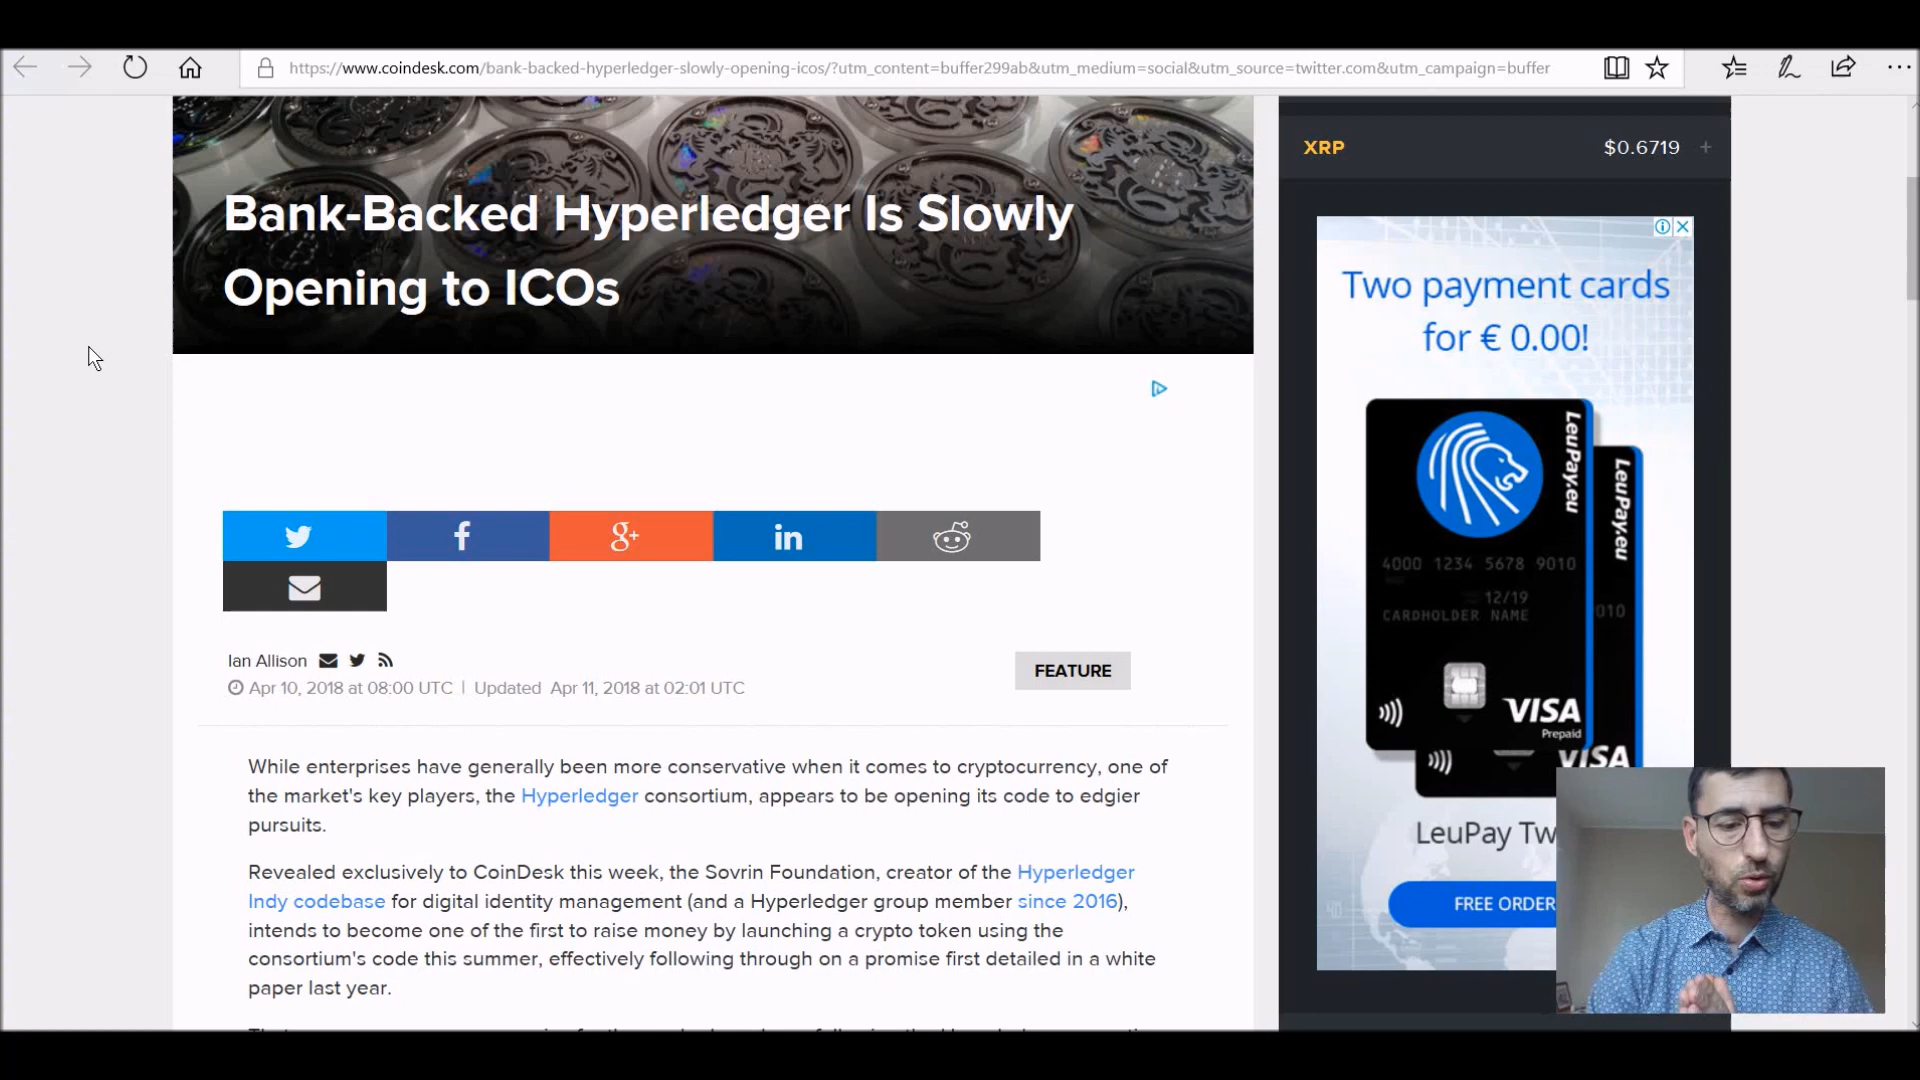 https://www.coindesk.com/bank-backed-hyperledger-slowly-opening-icos/?utm_content=buffer299ab&utm_medium=social&utm_source=twitter.com&utm_campaign=buffer
Bank-Backed Hyperledger Is Slowly
Opening to ICOs
Ian Allison
Apr 10, 2018 at 08:00 UTC | Updated Apr 11, 2018 at 02:01 UTC
FEATURE
While enterprises have generally been more conservative when it comes to cryptocurrency, one of
the market's key players, the Hyperledger consortium, appears to be opening its code to edgier
pursuits.
Revealed exclusively to CoinDesk this week, the Sovrin Foundation, creator of the Hyperledger
Indy codebase for digital identity management (and a Hyperledger group member since 2016),
intends to become one of the first to raise money by launching a crypto token using the
consortium's code this summer, effectively following through on a promise first detailed in a white
paper last year.
XRP $0.6719 +
Two payment cards
for € 0.00!
LeuPay.eu
LeuPay.eu
4000 1234 5678 9010
010
12/19
CARDHOLDER NAME
VISA
Prepaid
VISA
LeuPay Tw
FREE ORDER